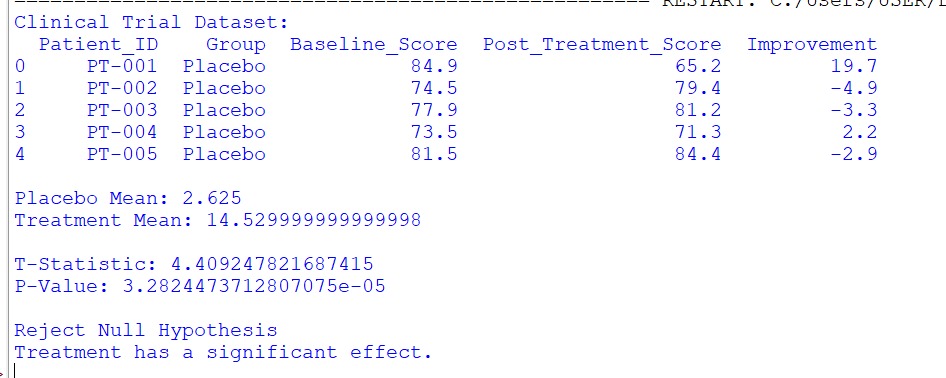 Clinical Trial Dataset:
Patient_ID Group Baseline_Score Post_Treatment_Score Improvement
0 PT-001 Placebo 84.9 65.2 19.7
1 PT-002 Placebo 74.5 79.4 -4.9
2 PT-003 Placebo 77.9 81.2 -3.3
3 PT-004 Placebo 73.5 71.3 2.2
4 PT-005 Placebo 81.5 84.4 -2.9
Placebo Mean: 2.625
Treatment Mean: 14.529999999999998
T-Statistic: 4.409247821687415
P-Value: 3.2824473712807075e-05
Reject Null Hypothesis
Treatment has a significant effect.